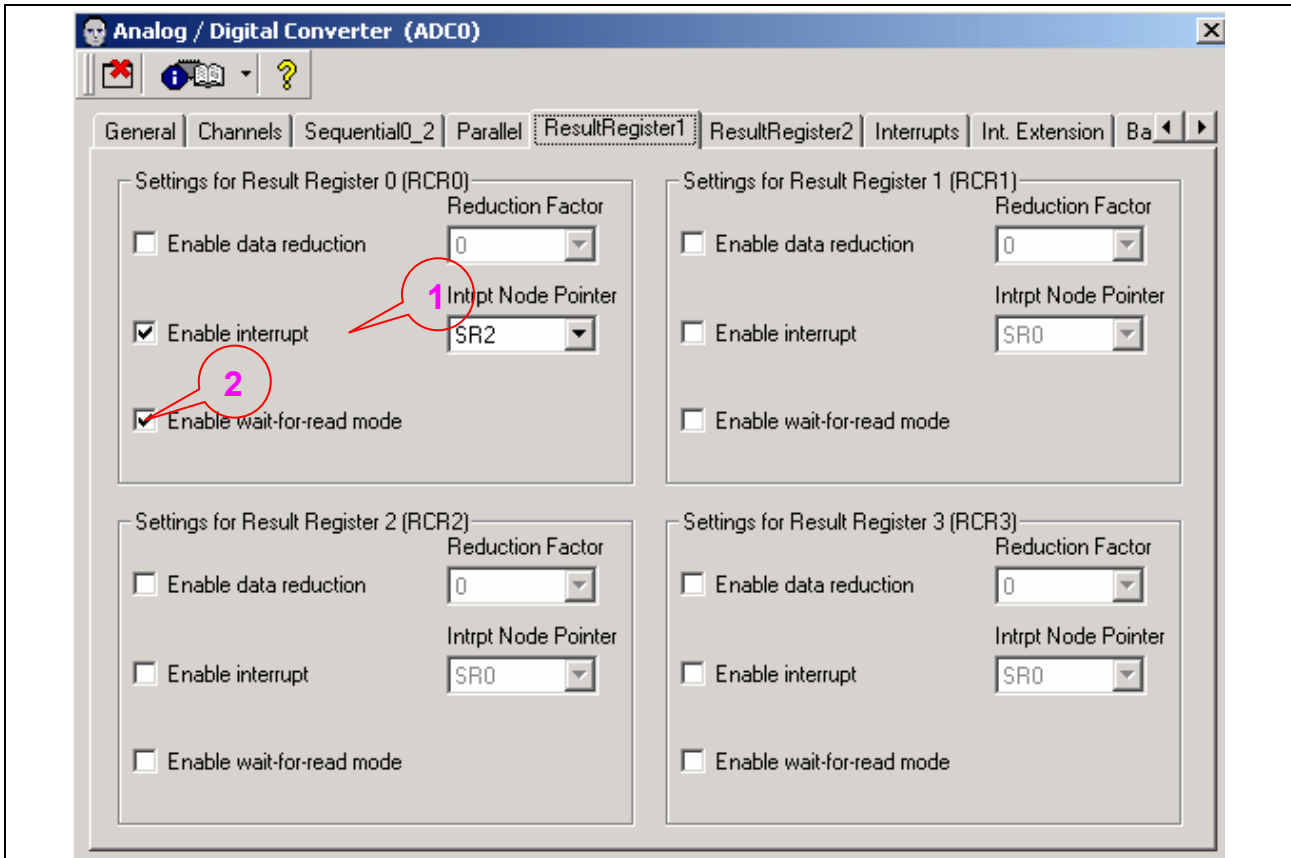 Analog / Digital Converter (ADC0)
General Channels Sequential0_2 Parallel ResultRegister1 ResultRegister2 Interrupts Int. Extension Ba
Settings for Result Register 0 (RCR0)
Reduction Factor
Enable data reduction 0
1
Intrpt Node Pointer
Enable interrupt SR2
2
Enable wait-for-read mode
Settings for Result Register 1 (RCR1)
Reduction Factor
Enable data reduction 0
Intrpt Node Pointer
Enable interrupt SR0
Enable wait-for-read mode
Settings for Result Register 2 (RCR2)
Reduction Factor
Enable data reduction 0
Intrpt Node Pointer
Enable interrupt SR0
Enable wait-for-read mode
Settings for Result Register 3 (RCR3)
Reduction Factor
Enable data reduction 0
Intrpt Node Pointer
Enable interrupt SR0
Enable wait-for-read mode